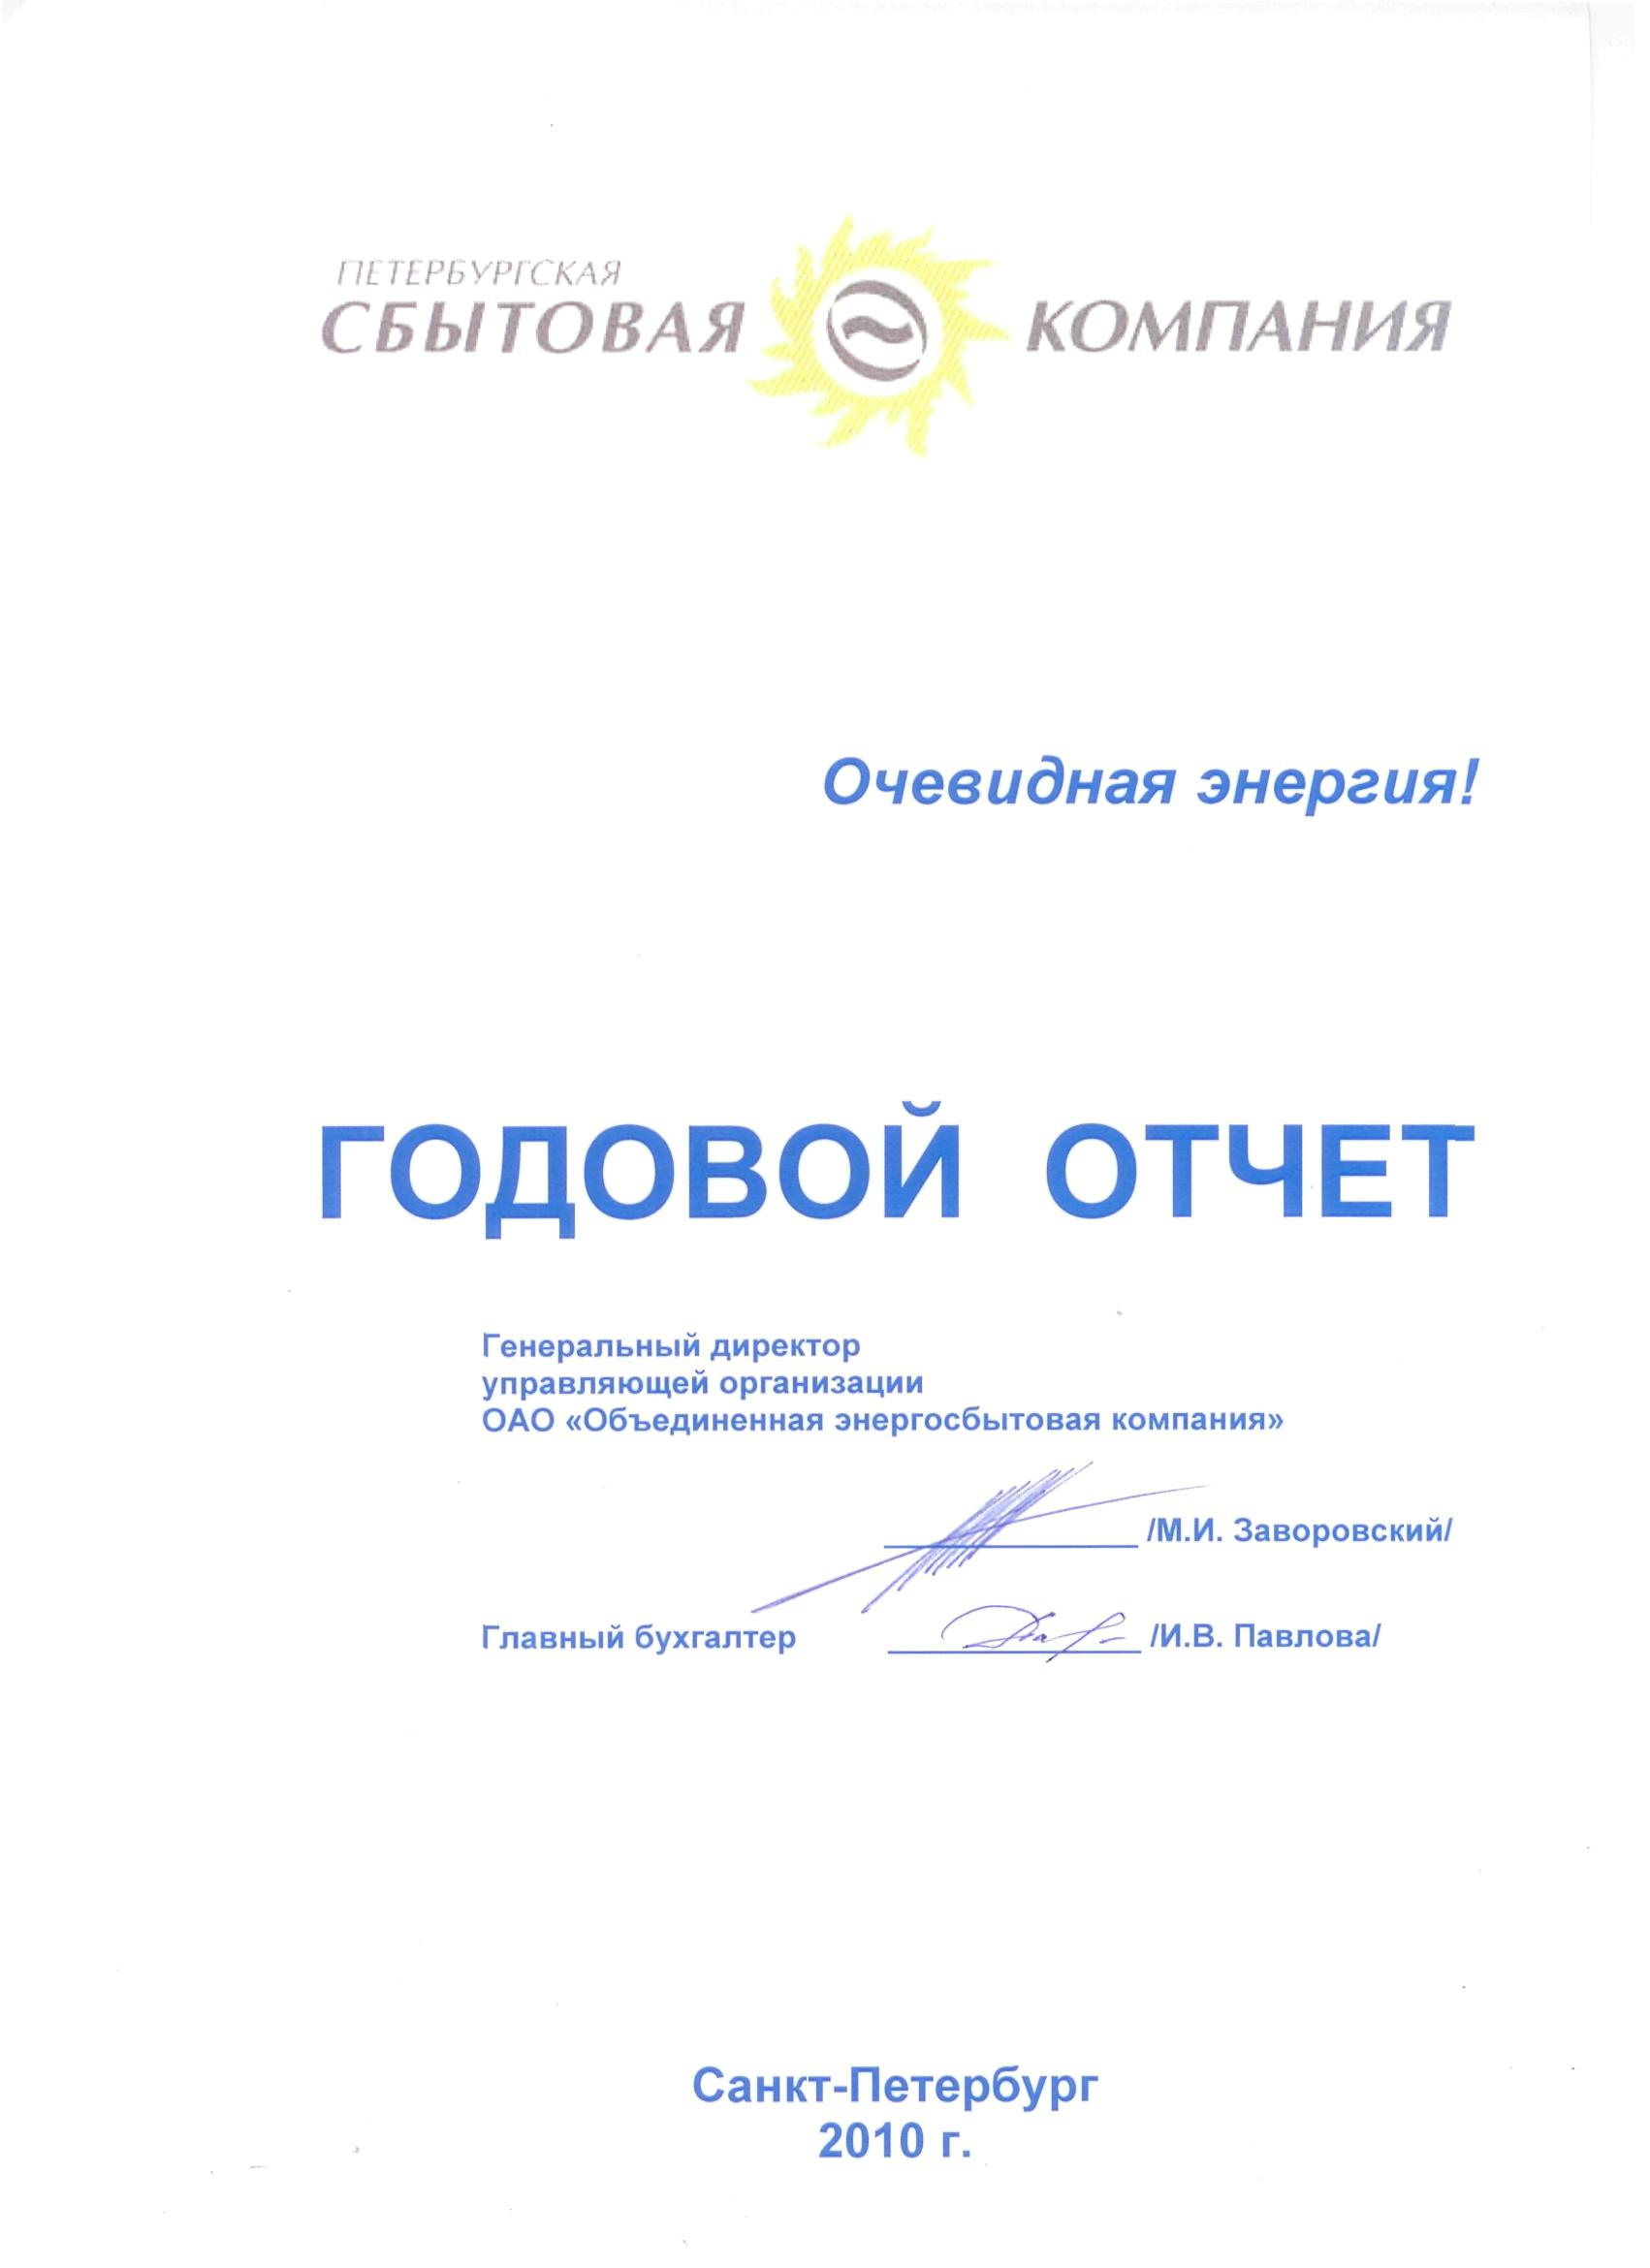 ПЕТЕРБУРГСКАЯ
СБЫТОВАЯ КОМПАНИЯ
Очевидная энергия!
ГОДОВОЙ ОТЧЕТ
Генеральный директор
управляющей организации
ОАО «Объединенная энергосбытовая компания»
/М.И. Заворовский/
Главный бухгалтер /И.В. Павлова/
Санкт-Петербург
2010 г.